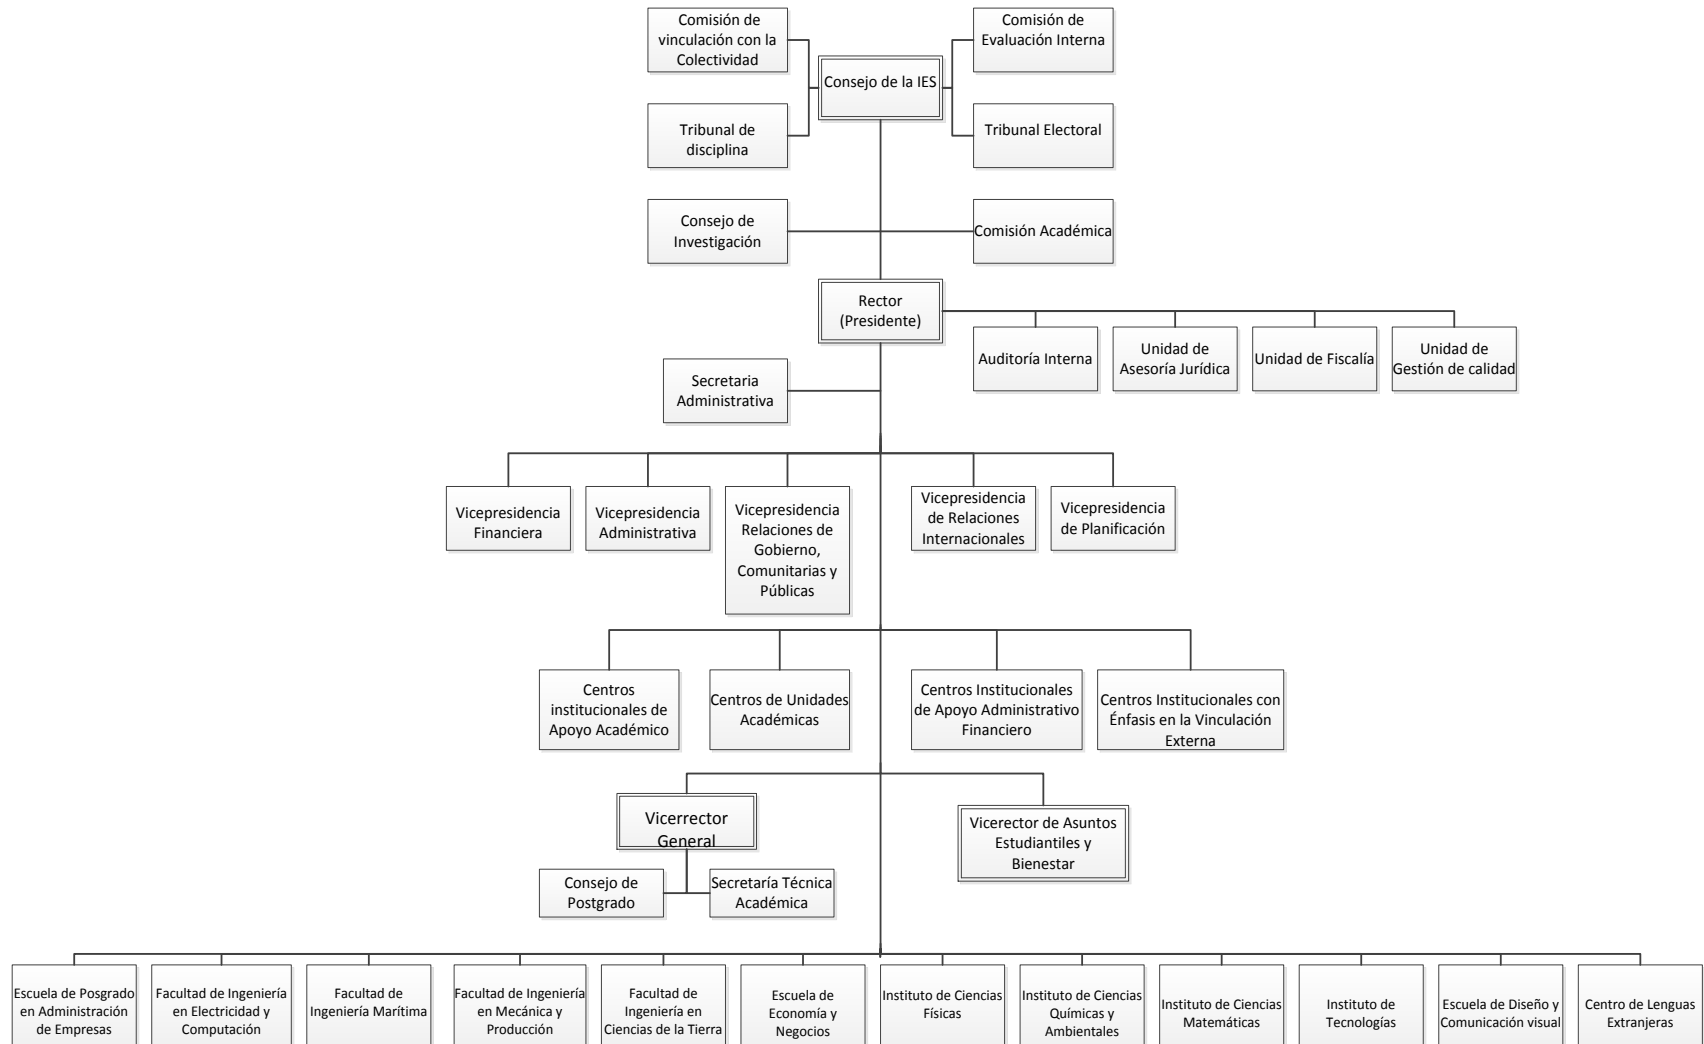 Comisión de
vinculación con la
Colectividad
Comisión de
Evaluación Interna
Consejo de la IES
Tribunal de
disciplina
Tribunal Electoral
Consejo de
Investigación
Comisión Académica
Rector
(Presidente)
Auditoría Interna
Unidad de
Asesoría Jurídica
Unidad de Fiscalía
Unidad de
Gestión de calidad
Secretaria
Administrativa
Vicepresidencia
Financiera
Vicepresidencia
Administrativa
Vicepresidencia
Relaciones de
Gobierno,
Comunitarias y
Públicas
Vicepresidencia
de Relaciones
Internacionales
Vicepresidencia
de Planificación
Centros
institucionales de
Apoyo Académico
Centros de Unidades
Académicas
Centros Institucionales
de Apoyo Administrativo
Financiero
Centros Institucionales con
Énfasis en la Vinculación
Externa
Vicerrector
General
Vicerector de Asuntos
Estudiantiles y
Bienestar
Consejo de
Postgrado
Secretaría Técnica
Académica
Escuela de Posgrado
en Administración
de Empresas
Facultad de Ingeniería
en Electricidad y
Computación
Facultad de
Ingeniería Marítima
Facultad de Ingeniería
en Mecánica y
Producción
Facultad de
Ingeniería en
Ciencias de la Tierra
Escuela de
Economía y
Negocios
Instituto de Ciencias
Físicas
Instituto de Ciencias
Químicas y
Ambientales
Instituto de Ciencias
Matemáticas
Instituto de
Tecnologías
Escuela de Diseño y
Comunicación visual
Centro de Lenguas
Extranjeras